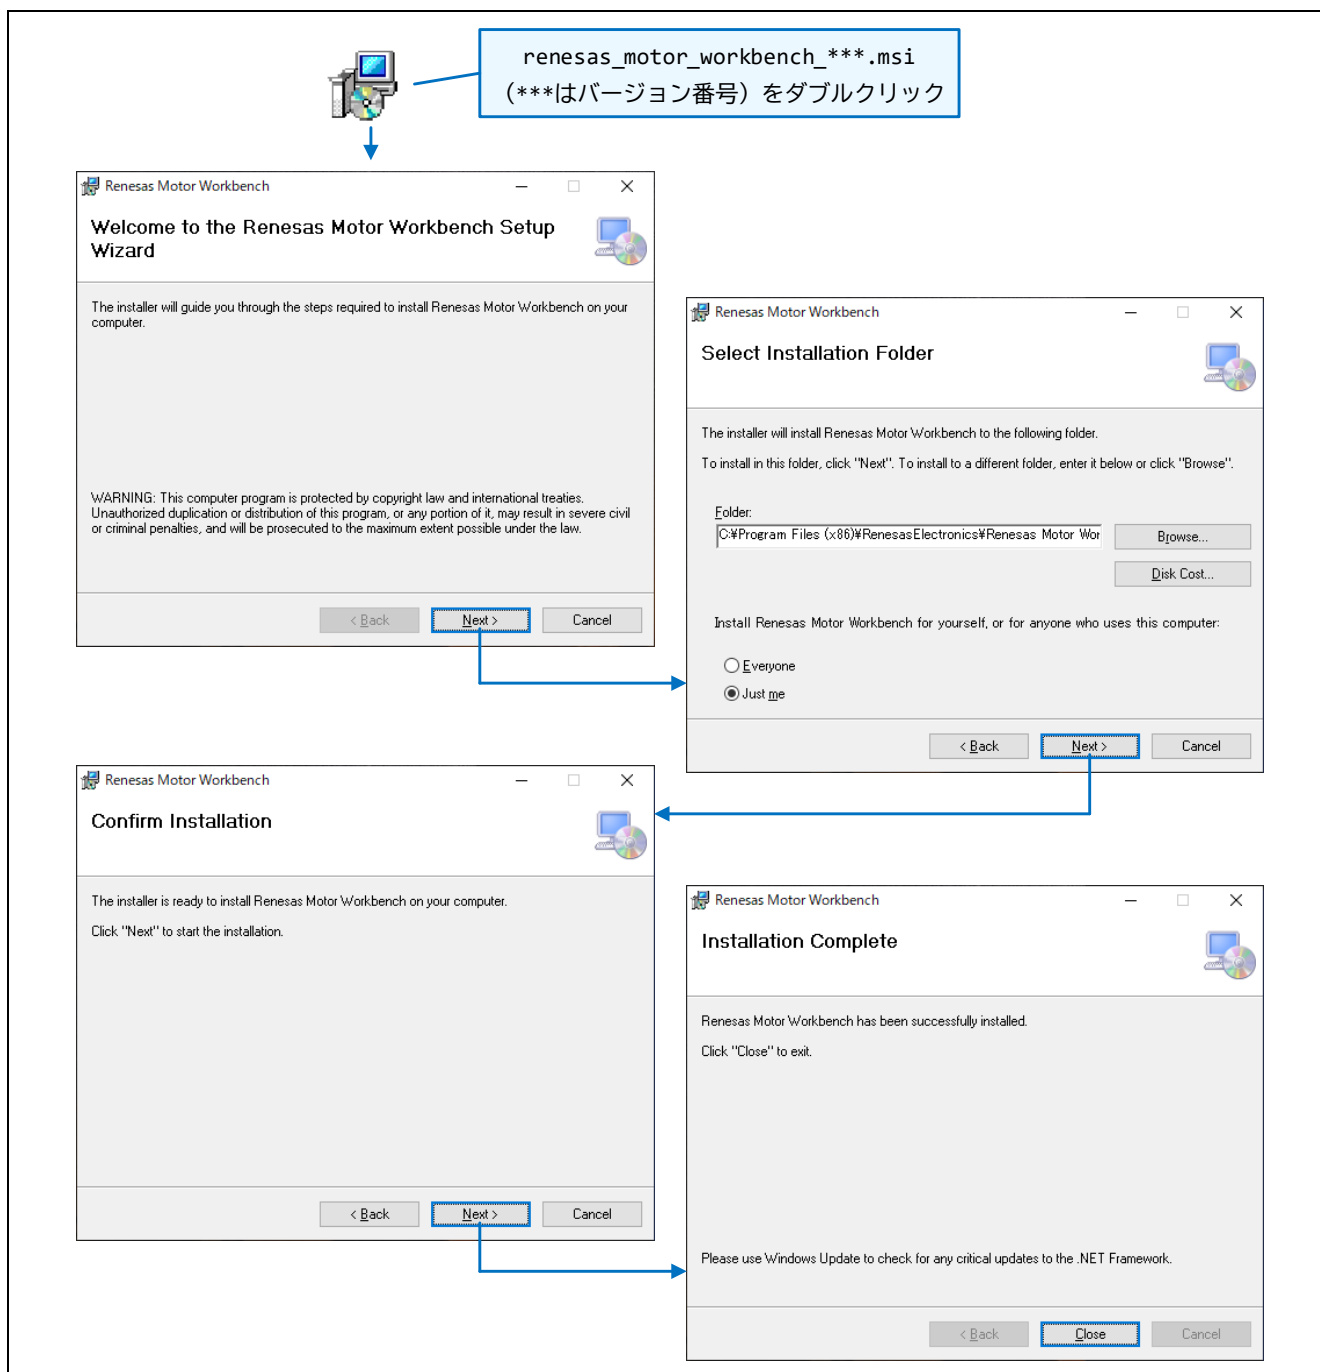 renesas_motor_workbench_***.msi
(***はバージョン番号) をダブルクリック
Renesas Motor Workbench
Welcome to the Renesas Motor Workbench Setup
Wizard
The installer will guide you through the steps required to install Renesas Motor Workbench on your
computer.
WARNING: This computer program is protected by copyright law and international treaties.
Unauthorized duplication or distribution of this program, or any portion of it, may result in severe civil
or criminal penalties, and will be prosecuted to the maximum extent possible under the law.
< Back Next > Cancel
Renesas Motor Workbench
Select Installation Folder
The installer will install Renesas Motor Workbench to the following folder.
To install in this folder, click "Next". To install to a different folder, enter it below or click "Browse".
Folder:
C:¥Program Files (x86)¥RenesasElectronics¥Renesas Motor Wor
Browse...
Disk Cost...
Install Renesas Motor Workbench for yourself, or for anyone who uses this computer:
Everyone
Just me
< Back Next > Cancel
Renesas Motor Workbench
Confirm Installation
The installer is ready to install Renesas Motor Workbench on your computer.
Click "Next" to start the installation.
< Back Next > Cancel
Renesas Motor Workbench
Installation Complete
Renesas Motor Workbench has been successfully installed.
Click "Close" to exit.
Please use Windows Update to check for any critical updates to the .NET Framework.
< Back Close Cancel